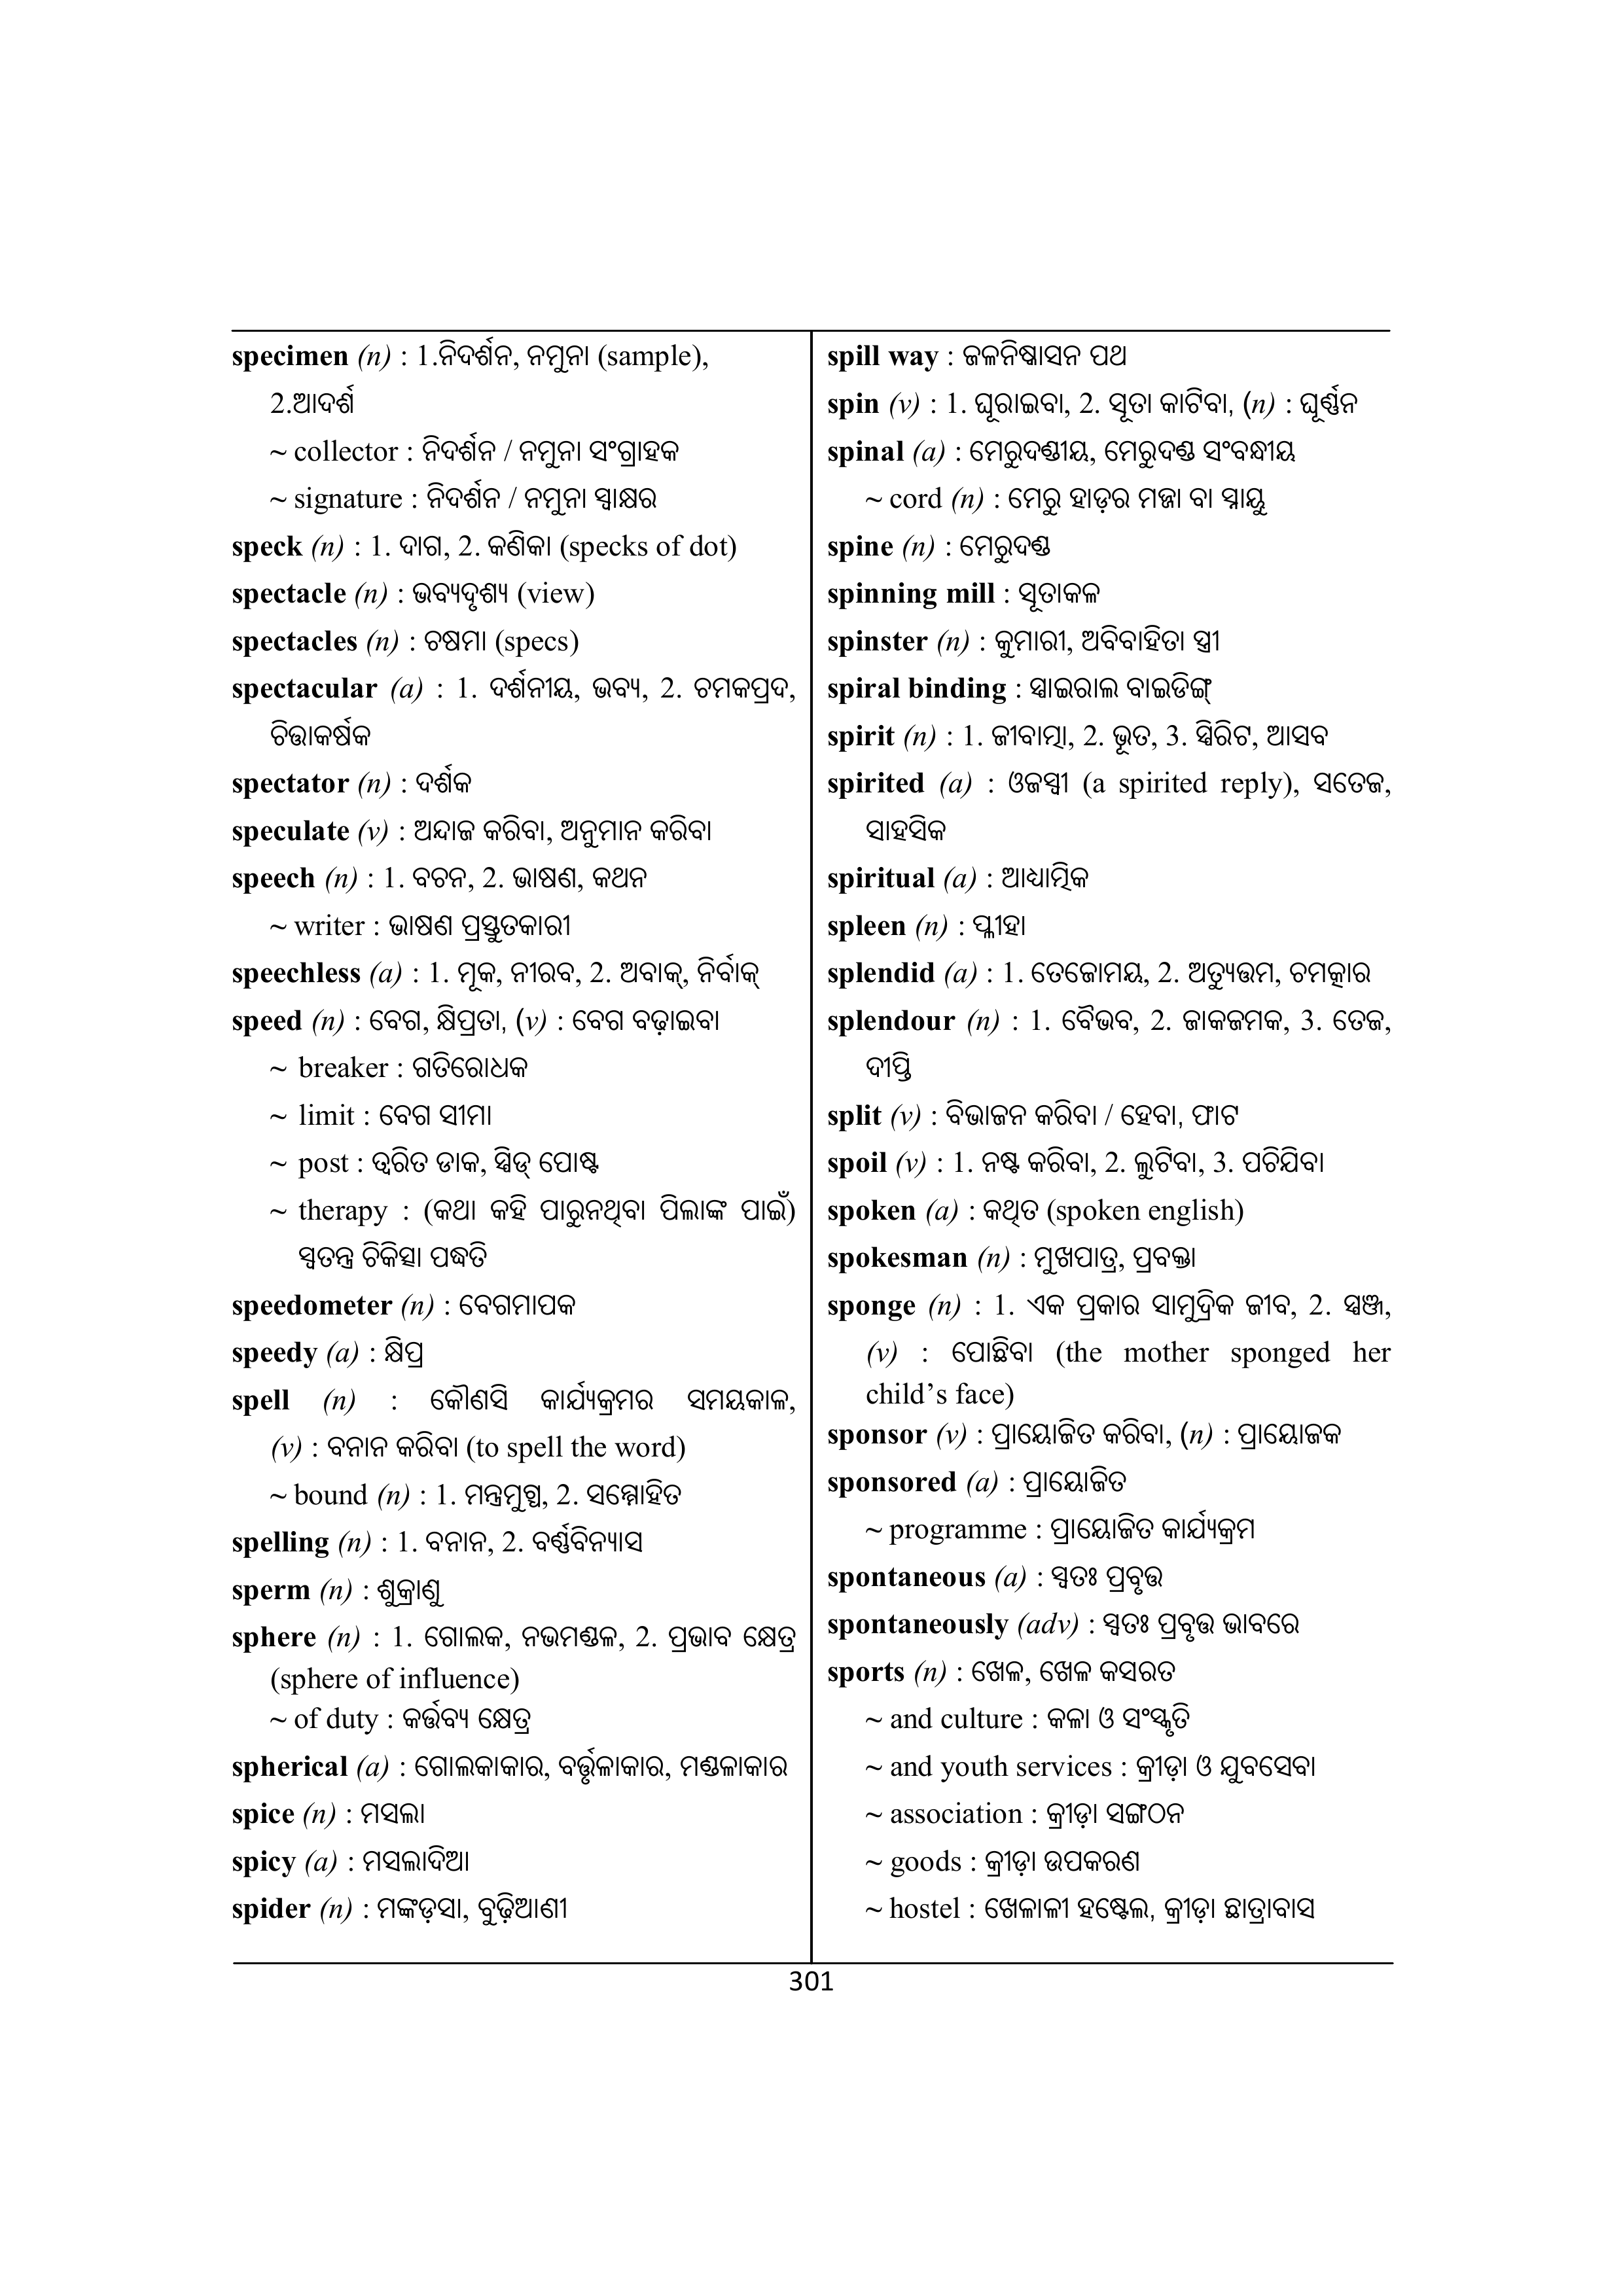 specimen (n) : 1.ନିଦର୍ଶନ, ନମୁନା (sample),
2.ଆଦର୍ଶ
~ collector : ନିଦର୍ଶନ / ନମୁନା ସଂଗ୍ରାହକ
~ signature : ନିଦର୍ଶନ / ନମୁନା ସ୍ୱାକ୍ଷର
speck (n) : 1. ଦାଗ, 2. କଣିକା (specks of dot)
spectacle (n) : ଭବ୍ୟଦୃଶ୍ୟ (view)
spectacles (n) : ଚଷମା (specs)
spectacular (a) : 1. ଦର୍ଶନୀୟ, ଭବ୍ୟ, 2. ଚମକପ୍ରଦ,
ଚିତ୍ତାକର୍ଷକ
spectator (n) : ଦର୍ଶକ
speculate (v) : ଅନ୍ଦାଜ କରିବା, ଅନୁମାନ କରିବା
speech (n) : 1. ବଚନ, 2. ଭାଷଣ, କଥନ
~ writer : ଭାଷଣ ପ୍ରସ୍ତୁତକାରୀ
speechless (a) : 1. ମୂକ, ନୀରବ, 2. ଅବାକ୍, ନିର୍ବାକ୍
speed (n) : ବେଗ, କ୍ଷିପ୍ରତା, (v) : ବେଗ ବଢ଼ାଇବା
~ breaker : ଗତିରୋଧକ
~ limit : ବେଗ ସୀମା
~ post : ତ୍ୱରିତ ଡାକ, ସ୍ପିଡ୍ ପୋଷ୍ଟ
~ therapy : (କଥା କହି ପାରୁନଥିବା ପିଲାଙ୍କ ପାଇଁ)
ସ୍ୱତନ୍ତ୍ର ଚିକିତ୍ସା ପଦ୍ଧତି
speedometer (n) : ବେଗମାପକ
speedy (a) : କ୍ଷିପ୍ର
spell (n) : କୌଣସି କାର୍ଯ୍ୟକ୍ରମର ସମୟକାଳ,
(v) : ବନାନ କରିବା (to spell the word)
~ bound (n) : 1. ମନ୍ତ୍ରମୁଗ୍ଧ, 2. ସମ୍ମୋହିତ
spelling (n) : 1. ବନାନ, 2. ବର୍ଣ୍ଣବିନ୍ୟାସ
sperm (n) : ଶୁକ୍ରାଣୁ
sphere (n) : 1. ଗୋଲକ, ନଭମଣ୍ଡଳ, 2. ପ୍ରଭାବ କ୍ଷେତ୍ର
(sphere of influence)
~ of duty : କର୍ତ୍ତବ୍ୟ କ୍ଷେତ୍ର
spherical (a) : ଗୋଲକାକାର, ବର୍ତ୍ତୃଳାକାର, ମଣ୍ଡଳାକାର
spice (n) : ମସଲା
spicy (a) : ମସଲାଦିଆ
spider (n) : ମଙ୍କଡ଼ସା, ବୁଢ଼ିଆଣୀ
spill way : ଜଳନିଷ୍କାସନ ପଥ
spin (v) : 1. ଘୂରାଇବା, 2. ସୂତା କାଟିବା, (n) : ଘୂର୍ଣ୍ଣନ
spinal (a) : ମେରୁଦଣ୍ଡୀୟ, ମେରୁଦଣ୍ଡ ସଂବନ୍ଧୀୟ
~ cord (n) : ମେରୁ ହାଡ଼ର ମଜ୍ଜା ବା ସ୍ନାୟୁ
spine (n) : ମେରୁଦଣ୍ଡ
spinning mill : ସୂତାକଳ
spinster (n) : କୁମାରୀ, ଅବିବାହିତା ସ୍ତ୍ରୀ
spiral binding : ସ୍ପାଇରାଲ ବାଇଡିଙ୍ଗ୍
spirit (n) : 1. ଜୀବାତ୍ମା, 2. ଭୂତ, 3. ସ୍ପିରିଟ, ଆସବ
spirited (a) : ଓଜସ୍ୱୀ (a spirited reply), ସତେଜ,
ସାହସିକ
spiritual (a) : ଆଧ୍ୟାତ୍ମିକ
spleen (n) : ପ୍ଳୀହା
splendid (a) : 1. ତେଜୋମୟ, 2. ଅତ୍ୟୁତ୍ତମ, ଚମତ୍କାର
splendour (n) : 1. ବୈଭବ, 2. ଜାକଜମକ, 3. ତେଜ,
ଦୀପ୍ତି
split (v) : ବିଭାଜନ କରିବା / ହେବା, ଫାଟ
spoil (v) : 1. ନଷ୍ଟ କରିବା, 2. ଲୁଟିବା, 3. ପଚିଯିବା
spoken (a) : କଥିତ (spoken english)
spokesman (n) : ମୁଖପାତ୍ର, ପ୍ରବକ୍ତା
sponge (n) : 1. ଏକ ପ୍ରକାର ସାମୁଦ୍ରିକ ଜୀବ, 2. ସ୍ପଞ୍ଜ,
(v) : ପୋଛିବା (the mother sponged her
child’s face)
sponsor (v) : ପ୍ରାୟୋଜିତ କରିବା, (n) : ପ୍ରାୟୋଜକ
sponsored (a) : ପ୍ରାୟୋଜିତ
~ programme : ପ୍ରାୟୋଜିତ କାର୍ଯ୍ୟକ୍ରମ
spontaneous (a) : ସ୍ୱତଃ ପ୍ରବୃତ୍ତ
spontaneously (adv) : ସ୍ୱତଃ ପ୍ରବୃତ୍ତ ଭାବରେ
sports (n) : ଖେଳ, ଖେଳ କସରତ
~ and culture : କଳା ଓ ସଂସ୍କୃତି
~ and youth services : କ୍ରୀଡ଼ା ଓ ଯୁବସେବା
~ association : କ୍ରୀଡ଼ା ସଙ୍ଗଠନ
~ goods : କ୍ରୀଡ଼ା ଉପକରଣ
~ hostel : ଖେଳାଳୀ ହଷ୍ଟେଲ, କ୍ରୀଡ଼ା ଛାତ୍ରାବାସ
301